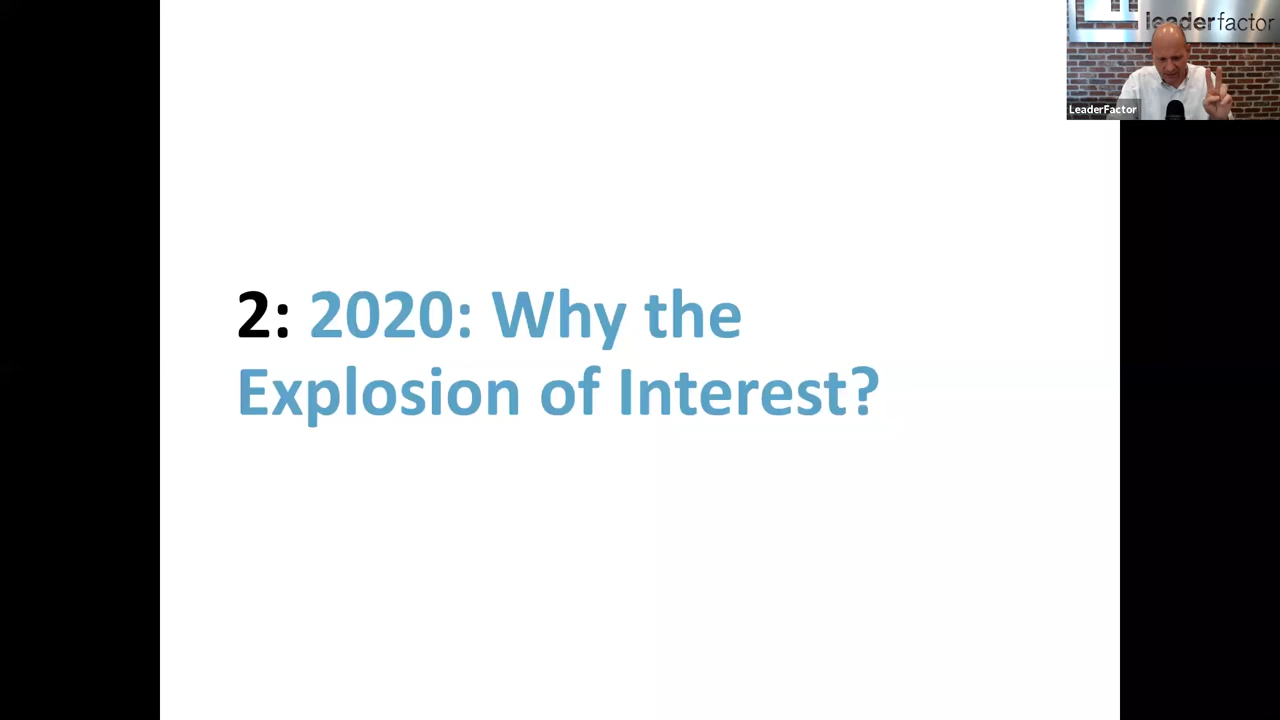 leaderfactor
LeaderFactor
2: 2020: Why the
Explosion of Interest?